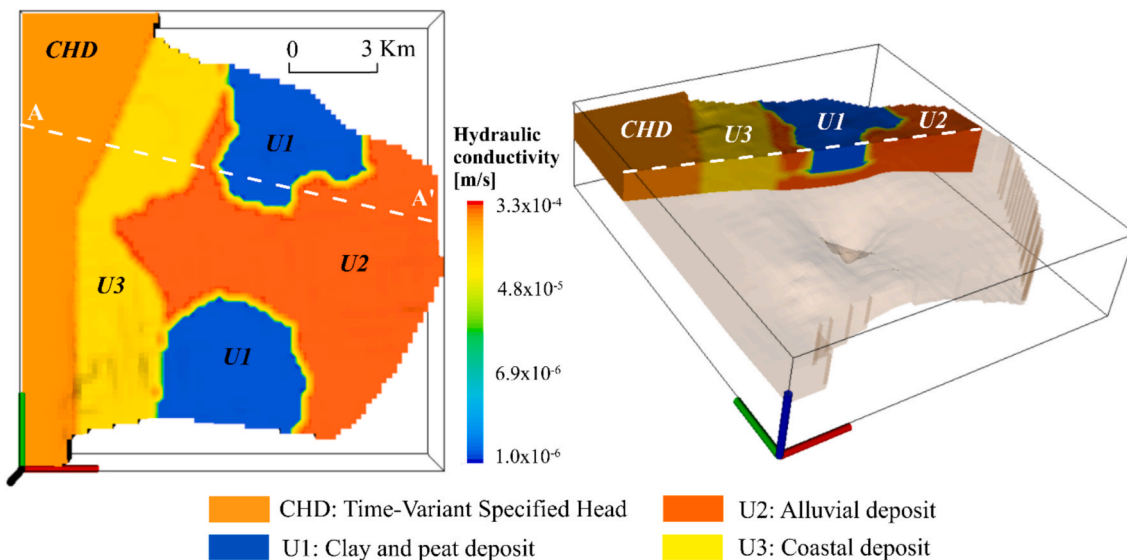 CHD
0 3 Km
A
U1
Hydraulic
conductivity
[m/s]
A'
3.3x10⁻⁴
U2
U3
4.8x10⁻⁵
U1
6.9x10⁻⁶
1.0x10⁻⁶
CHD
U3
U1
U2
CHD: Time-Variant Specified Head
U2: Alluvial deposit
U1: Clay and peat deposit
U3: Coastal deposit